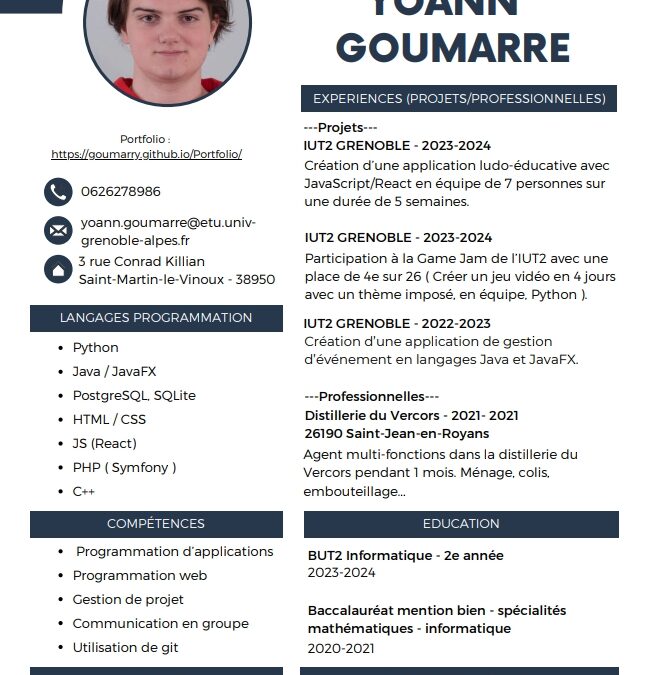 YOANN
GOUMARRE
Portfolio :
https://goumarry.github.io/Portfolio/
0626278986
yoann.goumarre@etu.univ-
grenoble-alpes.fr
3 rue Conrad Killian
Saint-Martin-le-Vinoux - 38950
LANGAGES PROGRAMMATION
• Python
• Java / JavaFX
• PostgreSQL, SQLite
• HTML / CSS
• JS (React)
• PHP ( Symfony )
• C++
COMPÉTENCES
• Programmation d'applications
• Programmation web
• Gestion de projet
• Communication en groupe
• Utilisation de git
EXPERIENCES (PROJETS/PROFESSIONNELLES)
---Projets---
IUT2 GRENOBLE - 2023-2024
Création d'une application ludo-éducative avec
JavaScript/React en équipe de 7 personnes sur
une durée de 5 semaines.
IUT2 GRENOBLE - 2023-2024
Participation à la Game Jam de l'IUT2 avec une
place de 4e sur 26 ( Créer un jeu vidéo en 4 jours
avec un thème imposé, en équipe, Python ).
IUT2 GRENOBLE - 2022-2023
Création d'une application de gestion
d'événement en langages Java et JavaFX.
---Professionnelles---
Distillerie du Vercors - 2021- 2021
26190 Saint-Jean-en-Royans
Agent multi-fonctions dans la distillerie du
Vercors pendant 1 mois. Ménage, colis,
embouteillage...
EDUCATION
BUT2 Informatique - 2e année
2023-2024
Baccalauréat mention bien - spécialités
mathématiques - informatique
2020-2021